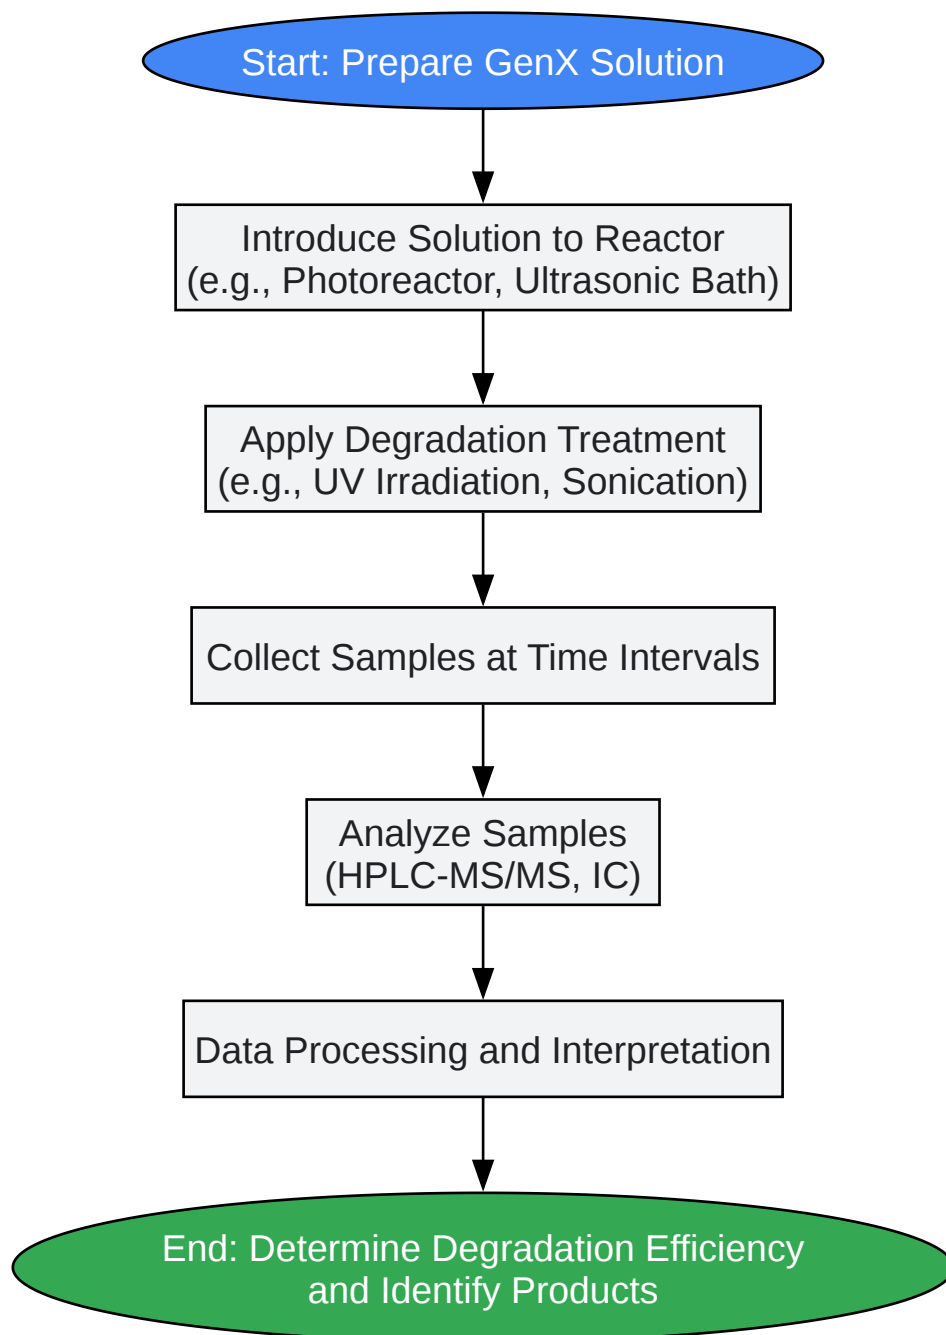 Start: Prepare GenX Solution
Introduce Solution to Reactor
(e.g., Photoreactor, Ultrasonic Bath)
Apply Degradation Treatment
(e.g., UV Irradiation, Sonication)
Collect Samples at Time Intervals
Analyze Samples
(HPLC-MS/MS, IC)
Data Processing and Interpretation
End: Determine Degradation Efficiency
and Identify Products